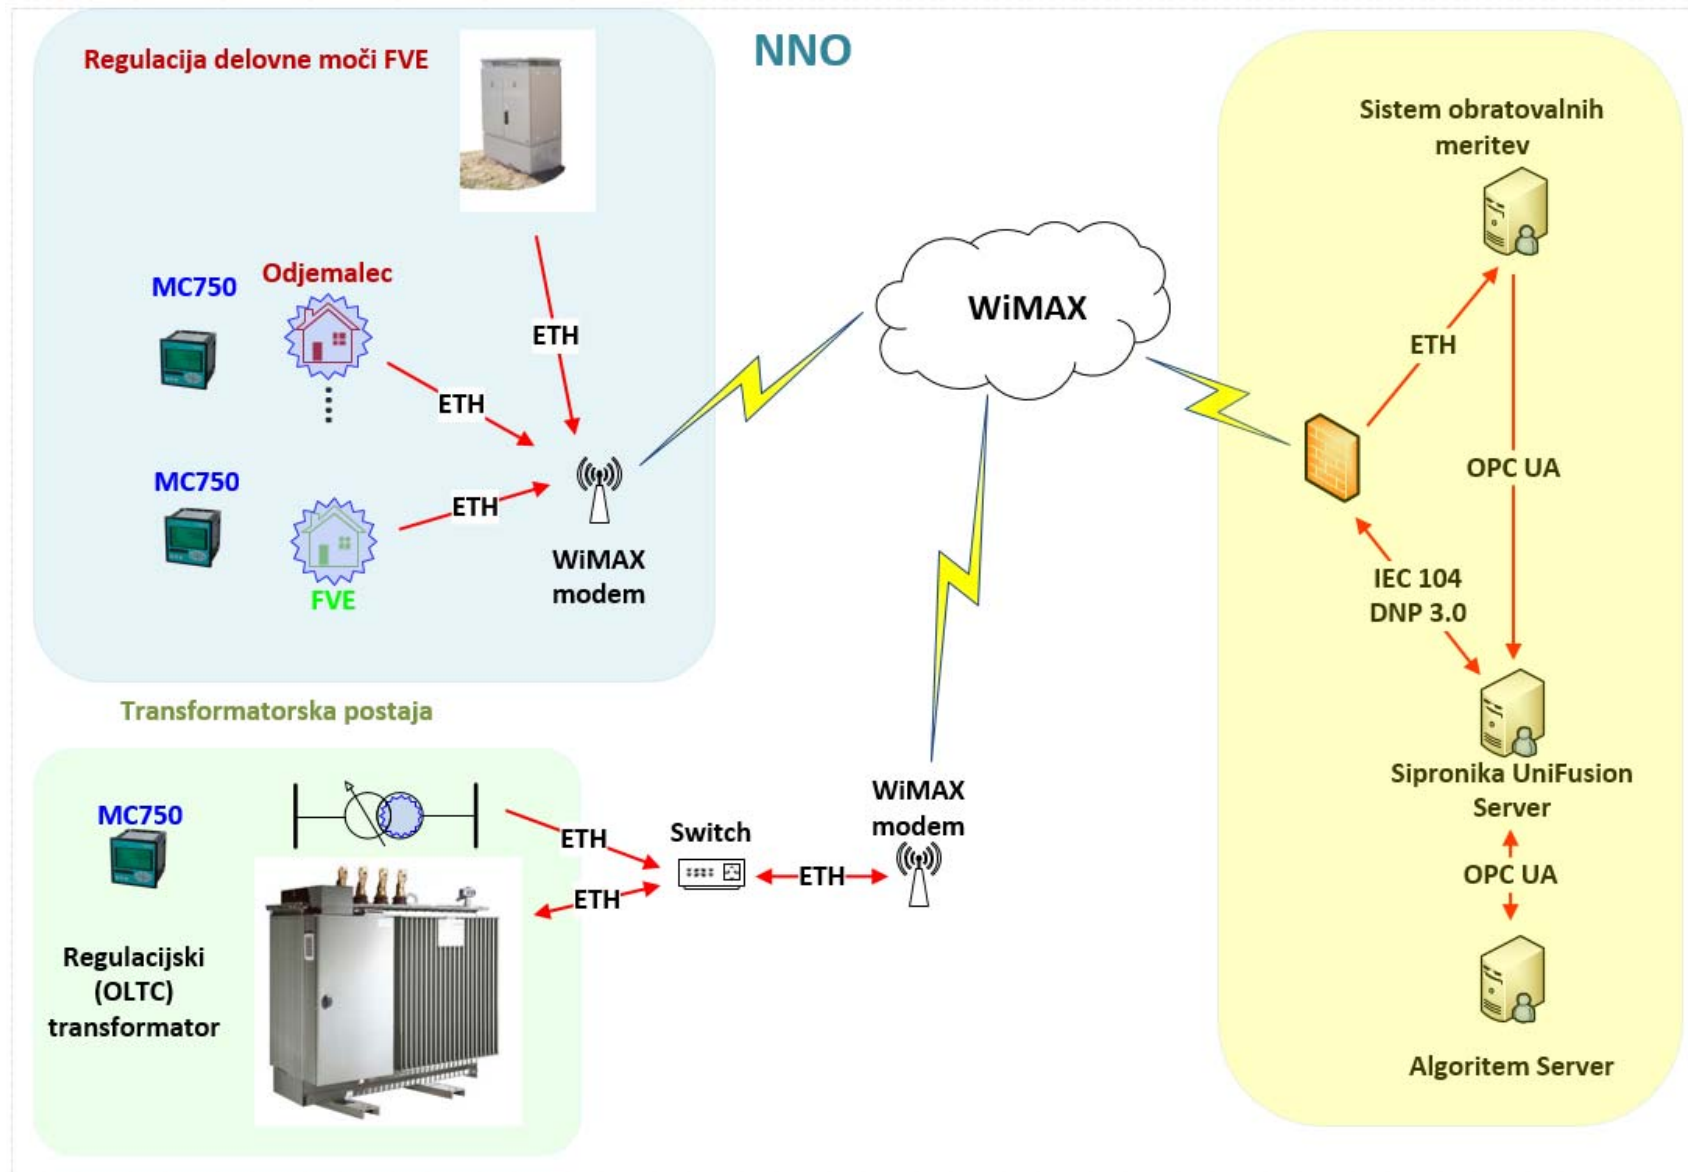 NNO
Regulacija delovne moči FVE
MC750
Odjemalec
ETH
ETH
MC750
ETH
FVE
WiMAX
modem
WiMAX
Sistem obratovalnih
meritev
ETH
OPC UA
IEC 104
DNP 3.0
Sipronika UniFusion
Server
OPC UA
Algoritem Server
Transformatorska postaja
MC750
ETH
ETH
Switch
ETH
WiMAX
modem
Regulacijski
(OLTC)
transformator